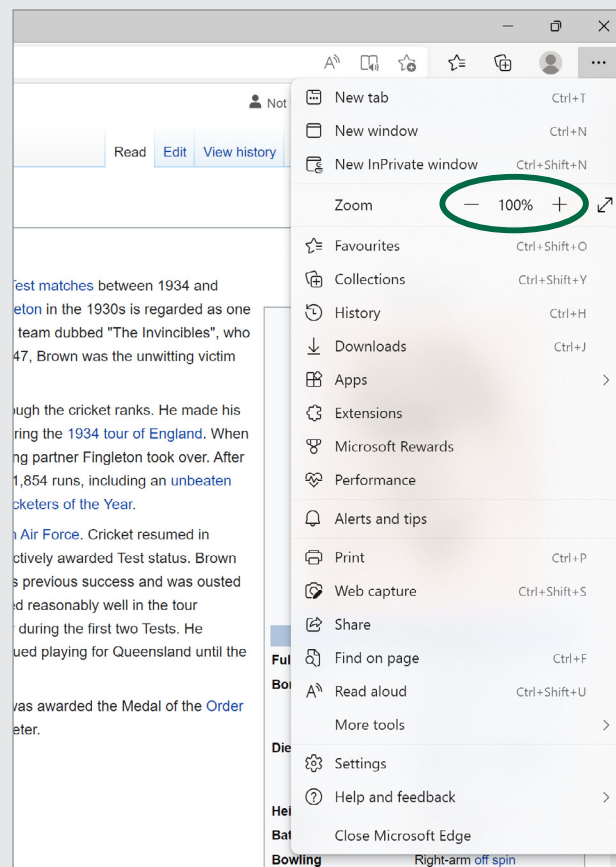 Not
Read Edit View history
Test matches between 1934 and
eton in the 1930s is regarded as one
team dubbed "The Invincibles", who
47, Brown was the unwitting victim
ough the cricket ranks. He made his
ring the 1934 tour of England. When
ng partner Fingleton took over. After
1,854 runs, including an unbeaten
cketers of the Year.
Air Force. Cricket resumed in
ctively awarded Test status. Brown
s previous success and was ousted
ed reasonably well in the tour
during the first two Tests. He
ued playing for Queensland until the
was awarded the Medal of the Order
eter.
New tab Ctrl+T
New window Ctrl+N
New InPrivate window Ctrl+Shift+N
Zoom — 100% +
Favourites Ctrl+Shift+O
Collections Ctrl+Shift+Y
History Ctrl+H
Downloads Ctrl+J
Apps
Extensions
Microsoft Rewards
Performance
Alerts and tips
Print Ctrl+P
Web capture Ctrl+Shift+S
Share
Find on page Ctrl+F
Read aloud Ctrl+Shift+U
More tools
Settings
Help and feedback
Close Microsoft Edge
Ful
Die
Hei
Bat
Bowling Right-arm off spin